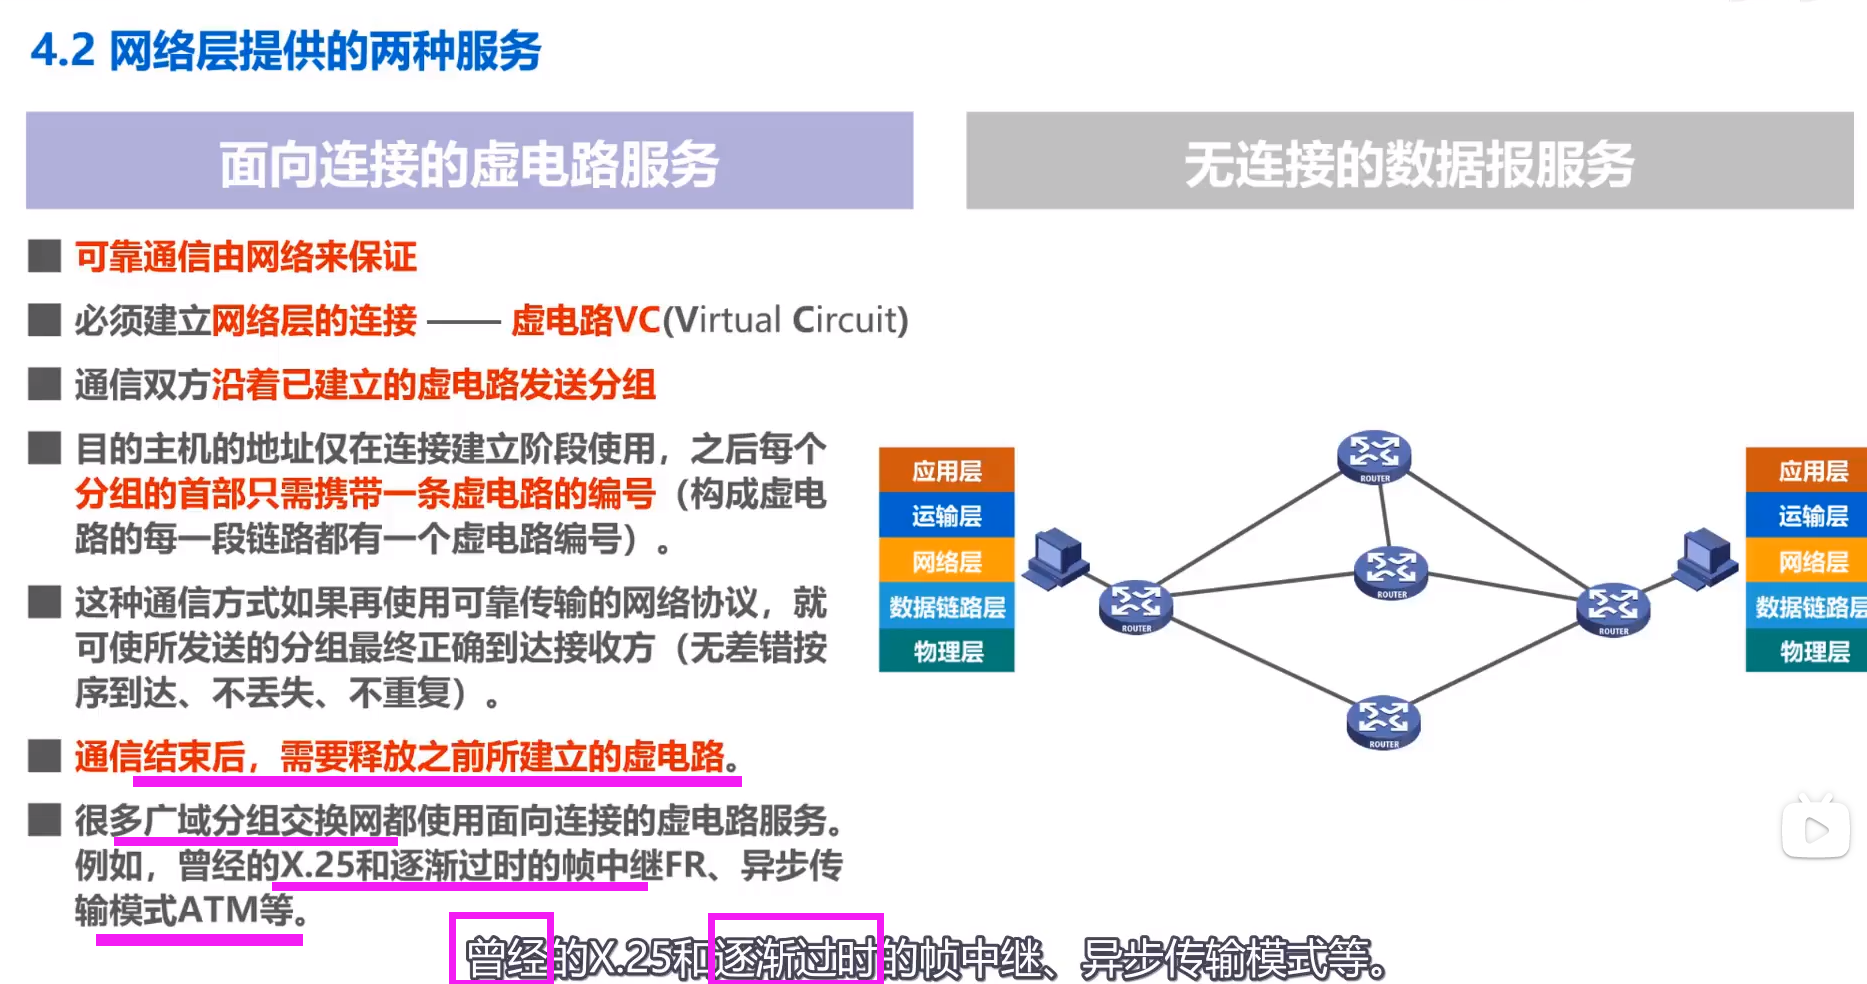 4.2 网络层提供的两种服务
面向连接的虚电路服务
无连接的数据报服务
可靠通信由网络来保证
必须建立网络层的连接 —— 虚电路VC(Virtual Circuit)
通信双方沿着已建立的虚电路发送分组
目的主机的地址仅在连接建立阶段使用，之后每个
分组的首部只需携带一条虚电路的编号（构成虚电
路的每一段链路都有一个虚电路编号）。
这种通信方式如果再使用可靠传输的网络协议，就
可使所发送的分组最终正确到达接收方（无差错按
序到达、不丢失、不重复）。
通信结束后，需要释放之前所建立的虚电路。
很多广域分组交换网都使用面向连接的虚电路服务。
例如，曾经的X.25和逐渐过时的帧中继FR、异步传
输模式ATM等。
应用层
运输层
网络层
数据链路层
物理层
ROUTER
ROUTER
ROUTER
ROUTER
ROUTER
应用层
运输层
网络层
数据链路层
物理层
曾经的X.25和逐渐过时的帧中继、异步传输模式等。